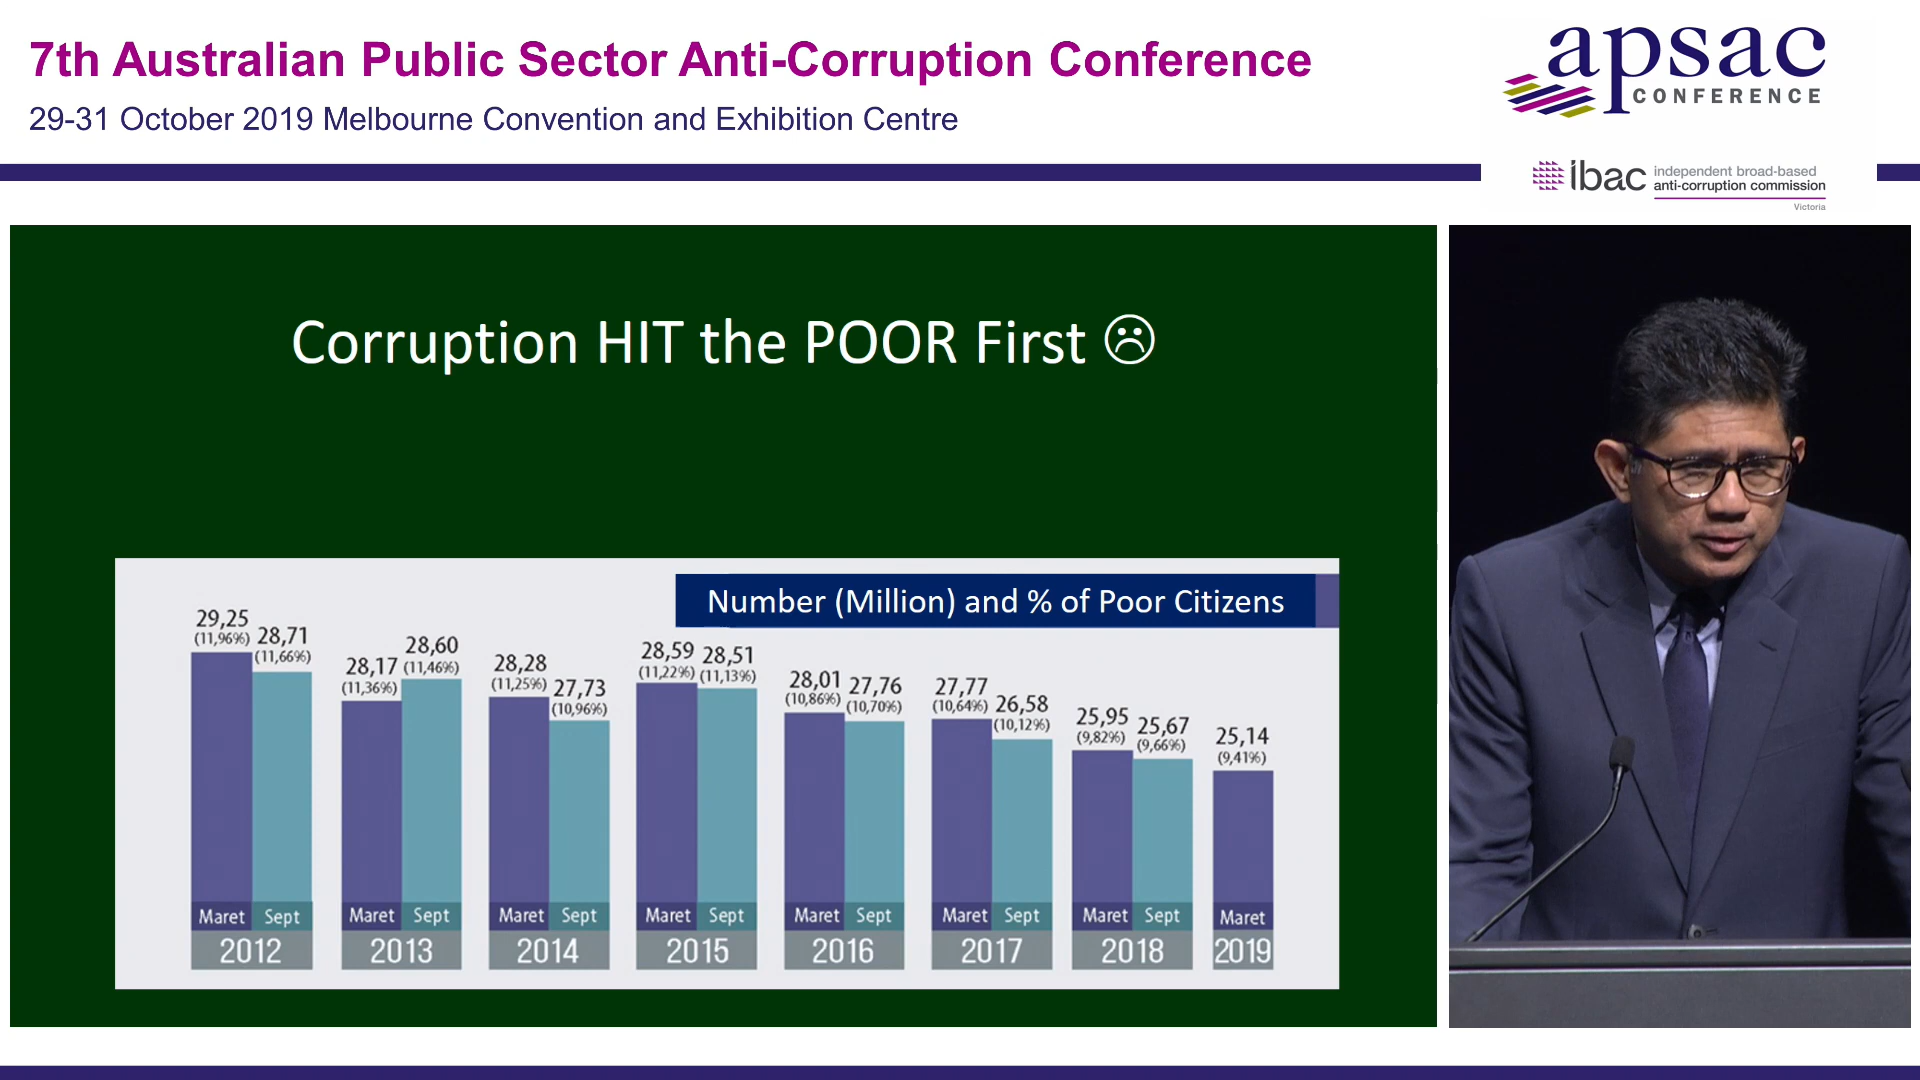 7th Australian Public Sector Anti-Corruption Conference
29-31 October 2019 Melbourne Convention and Exhibition Centre
apsac
CONFERENCE
ibac independent broad-based
anti-corruption commission
Victoria
Corruption HIT the POOR First ☹
Number (Million) and % of Poor Citizens
29,25
(11,96%)
28,71
(11,66%)
28,17
(11,36%)
28,60
(11,46%)
28,28
(11,25%)
27,73
(10,96%)
28,59
(11,22%)
28,51
(11,13%)
28,01
(10,86%)
27,76
(10,70%)
27,77
(10,64%)
26,58
(10,12%)
25,95
(9,82%)
25,67
(9,66%)
25,14
(9,41%)
Maret Sept Maret Sept Maret Sept Maret Sept Maret Sept Maret Sept Maret Sept Maret
2012 2013 2014 2015 2016 2017 2018 2019